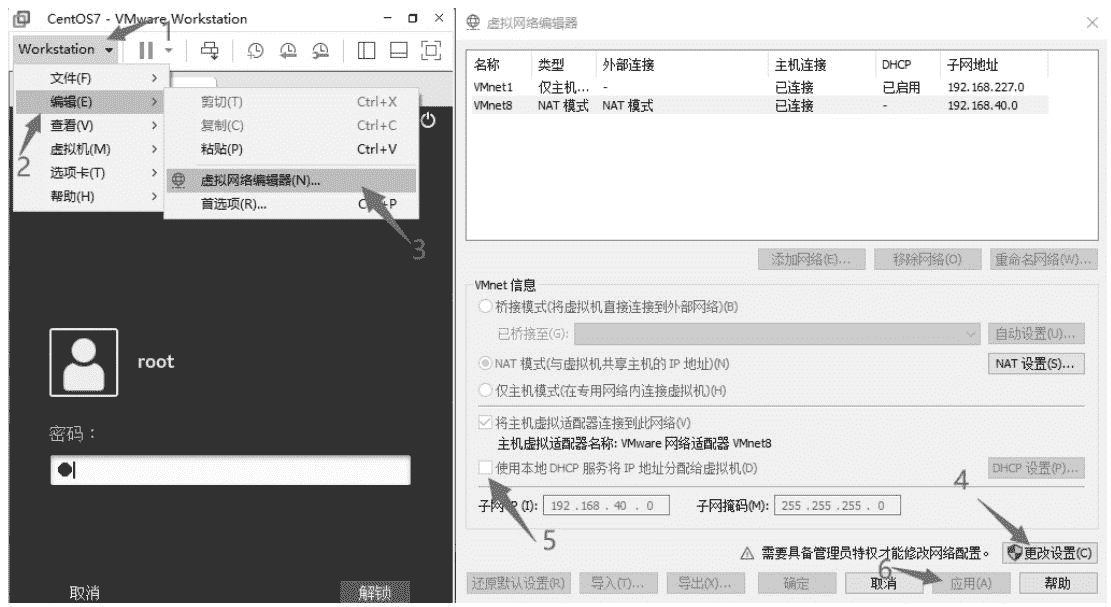 CentOS7 - VMware Workstation
1
Workstation
文件(F)
编辑(E)
查看(V)
虚拟机(M)
选项卡(T)
帮助(H)
2
剪切(T) Ctrl+X
复制(C) Ctrl+C
粘贴(P) Ctrl+V
虚拟网络编辑器(N)...
首选项(R)... +P
3
root
密码：
取消
解锁
虚拟网络编辑器
名称 类型 外部连接 主机连接 DHCP 子网地址
VMnet1 仅主机... - 已连接 已启用 192.168.227.0
VMnet8 NAT 模式 NAT 模式 已连接 - 192.168.40.0
添加网络(E)... 移除网络(O) 重命名网络(W)...
VMnet 信息
桥接模式(将虚拟机直接连接到外部网络)(B)
已桥接至(G): 自动设置(U)...
NAT 模式(与虚拟机共享主机的 IP 地址)(N) NAT 设置(S)...
仅主机模式(在专用网络内连接虚拟机)(H)
将主机虚拟适配器连接到此网络(V)
主机虚拟适配器名称: VMware 网络适配器 VMnet8
使用本地 DHCP 服务将 IP 地址分配给虚拟机(D) DHCP 设置(P)...
4
子网 (I): 192 .168 . 40 . 0 子网掩码(M): 255 .255 .255 . 0
5
需要具备管理员特权才能修改网络配置。 更改设置(C)
6
还原默认设置(R) 导入(T)... 导出(X)... 确定 取消 应用(A) 帮助